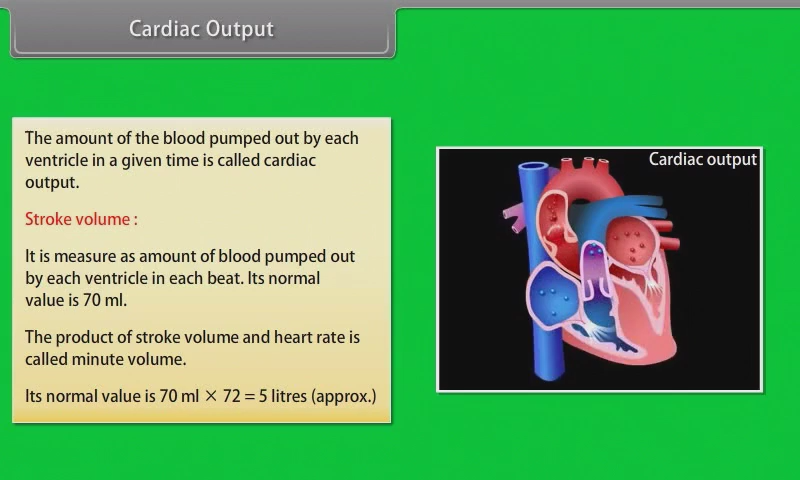 Cardiac Output
The amount of the blood pumped out by each
ventricle in a given time is called cardiac
output.
Stroke volume :
It is measure as amount of blood pumped out
by each ventricle in each beat. Its normal
value is 70 ml.
The product of stroke volume and heart rate is
called minute volume.
Its normal value is 70 ml × 72 = 5 litres (approx.)
Cardiac output